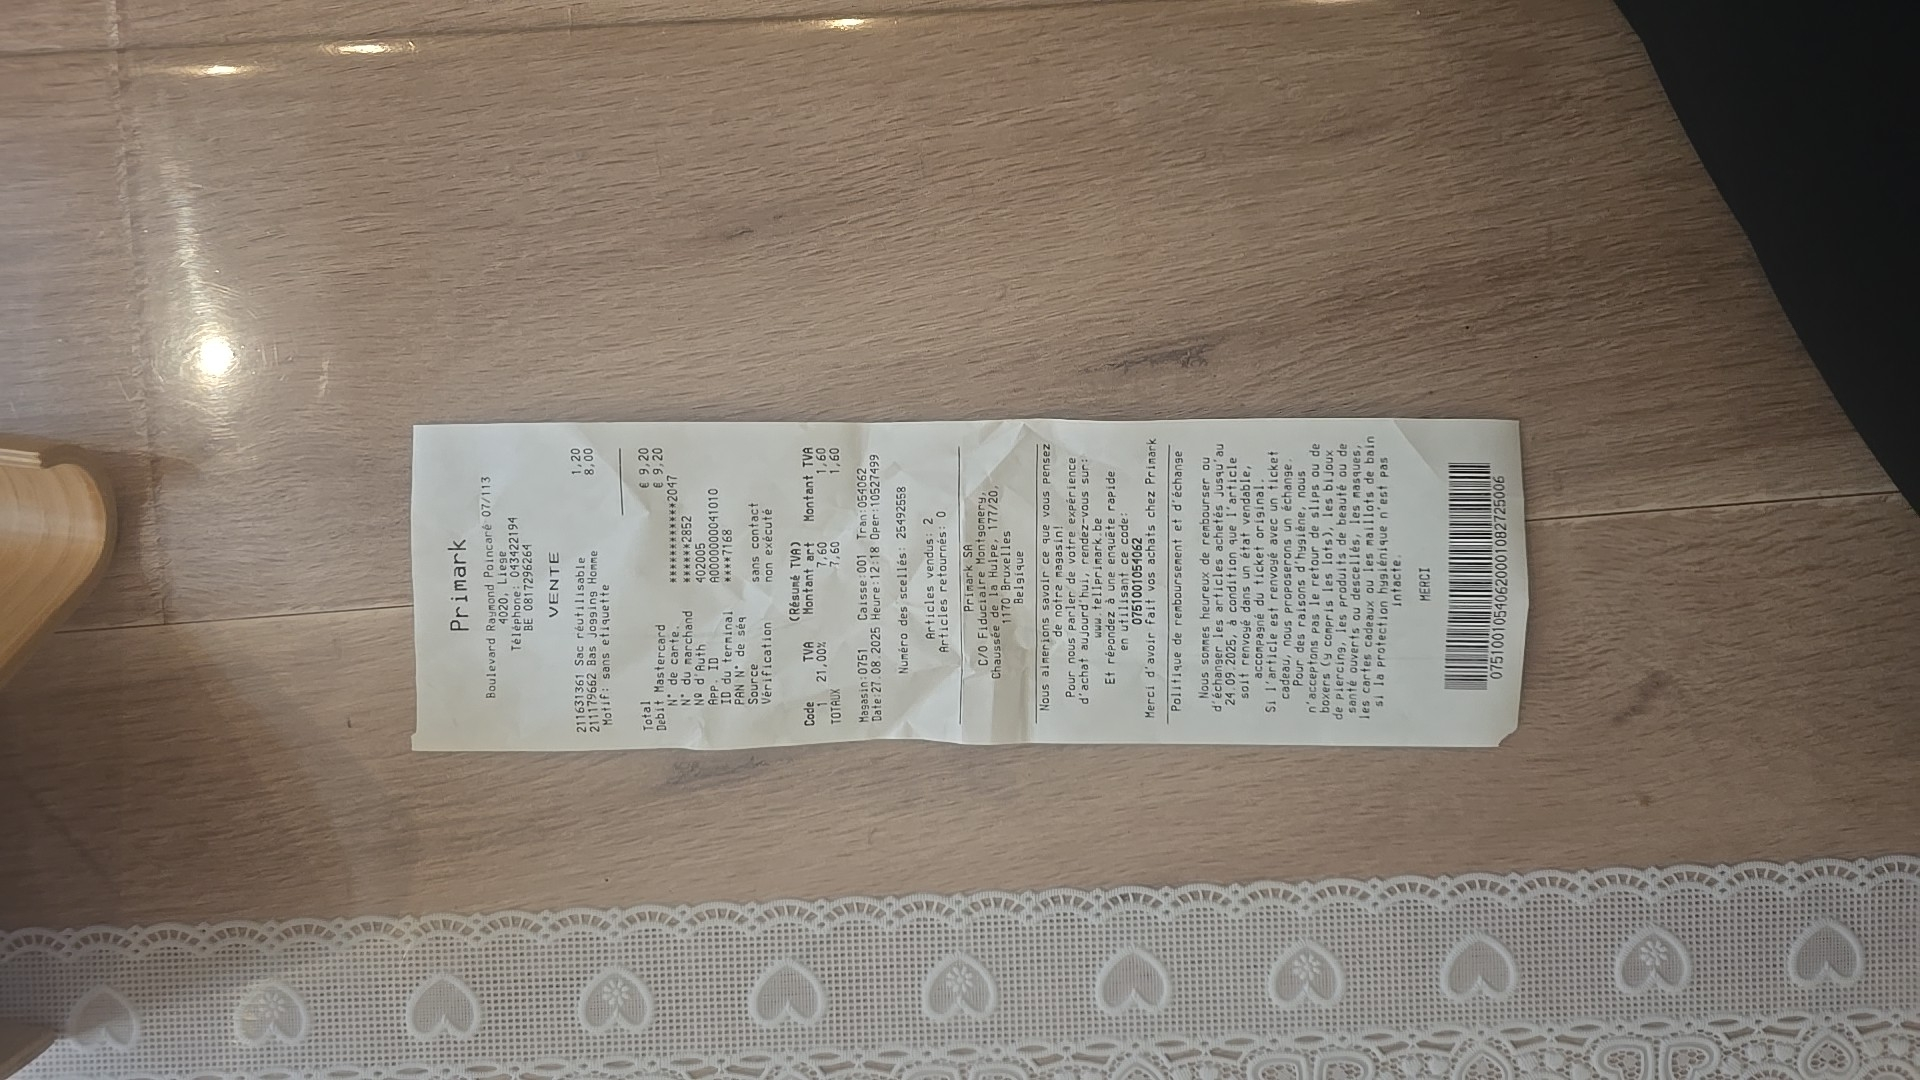 Primark
Boulevard Raymond Poincaré 07/113
4020, Liege
Téléphone: 043422194
BE 0817296264
VENTE
211631361 Sac réutilisable 1,20
211179662 Bas Jogging Homme 8,00
Motif: sans etiquette
Total € 9,20
Debit Mastercard € 9,20
N° de carte. ************2047
N° du marchand *****2852
Nº d'Auth A02005
App. ID A0000000041010
ID du terminal ****7168
PAN N° de séq
Source sans contact
Vérification non exécuté
(Résumé TVA)
Code TVA Montant art Montant TVA
1 21,00% 7,60 1,60
TOTAUX 7,60 1,60
Magasin:0751 Caisse:001 Tran:054062
Date:27.08.2025 Heure:12:18 Oper:10527499
Numéro des scellés: 25492558
Articles vendus: 2
Articles retournés: 0
Primark SA
C/O Fiduciaire Montgomery,
Chaussée de la Hulpe, 177/20,
1170 Bruxelles
Belgique
Nous aimerions savoir ce que vous pensez
de notre magasin!
Pour nous parler de votre expérience
d'achat aujourd'hui, rendez-vous sur:
www.tellprimark.be
Et répondez à une enquête rapide
en utilisant ce code:
0751001054062
Merci d'avoir fait vos achats chez Primark
Politique de remboursement et d'échange
Nous sommes heureux de rembourser ou
d'échanger les articles achetés jusqu'au
24.09.2025, à condition que l'article
soit renvoyé dans un état vendable,
accompagné du ticket original.
Si l'article est renvoyé avec un ticket
cadeau, nous proposerons un échange.
Pour des raisons d'hygiène, nous
n'acceptons pas le retour de slips ou de
boxers (y compris les lots), les bijoux
de piercing, les produits de beauté ou de
santé ouverts ou descellés, les masques,
les cartes cadeaux ou les maillots de bain
si la protection hygiénique n'est pas
intacte.
MERCI
07510010540620001082725006